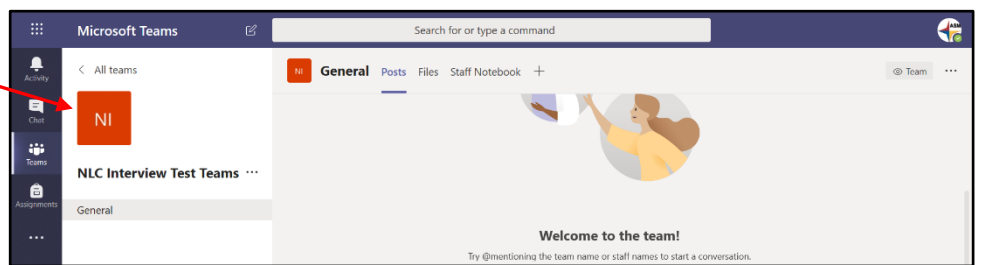 Microsoft Teams
Search for or type a command
ASM
Activity
Chat
Teams
Assignments
< All teams
NI
NLC Interview Test Teams ...
General
NI General Posts Files Staff Notebook +
Team ...
Welcome to the team!
Try @mentioning the team name or staff names to start a conversation.